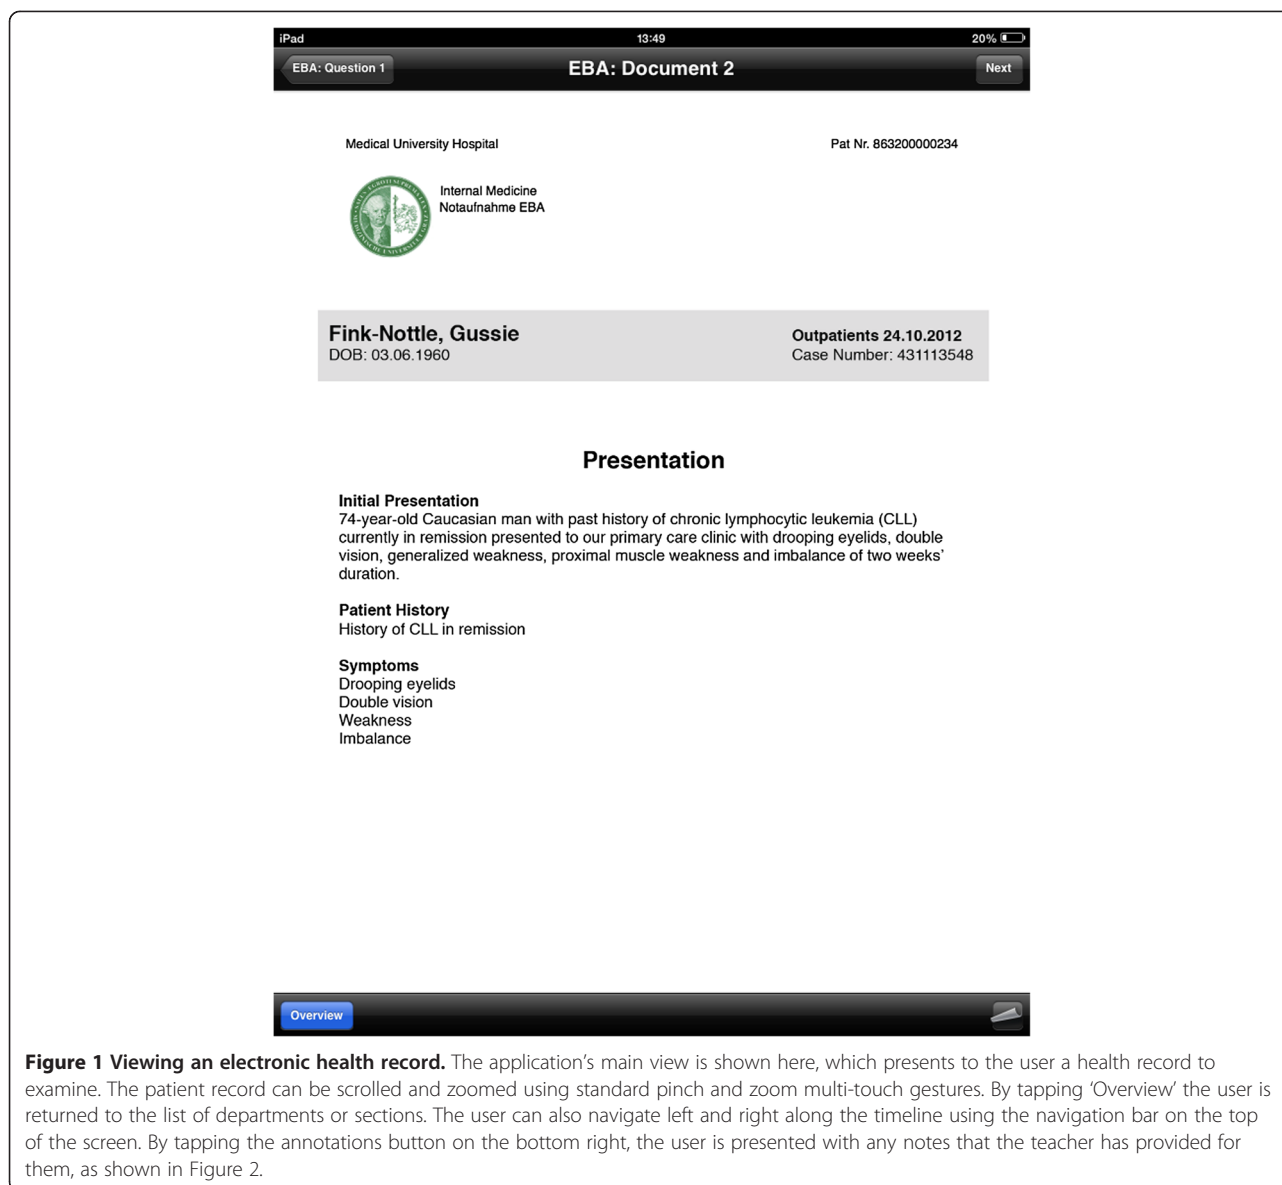 iPad 13:49 20%
EBA: Question 1 EBA: Document 2 Next
Medical University Hospital Pat Nr. 863200000234
Internal Medicine
Notaufnahme EBA
Fink-Nottle, Gussie Outpatients 24.10.2012
DOB: 03.06.1960 Case Number: 431113548
Presentation
Initial Presentation
74-year-old Caucasian man with past history of chronic lymphocytic leukemia (CLL)
currently in remission presented to our primary care clinic with drooping eyelids, double
vision, generalized weakness, proximal muscle weakness and imbalance of two weeks’
duration.
Patient History
History of CLL in remission
Symptoms
Drooping eyelids
Double vision
Weakness
Imbalance
Overview
Figure 1 Viewing an electronic health record. The application’s main view is shown here, which presents to the user a health record to
examine. The patient record can be scrolled and zoomed using standard pinch and zoom multi-touch gestures. By tapping ‘Overview’ the user is
returned to the list of departments or sections. The user can also navigate left and right along the timeline using the navigation bar on the top
of the screen. By tapping the annotations button on the bottom right, the user is presented with any notes that the teacher has provided for
them, as shown in Figure 2.